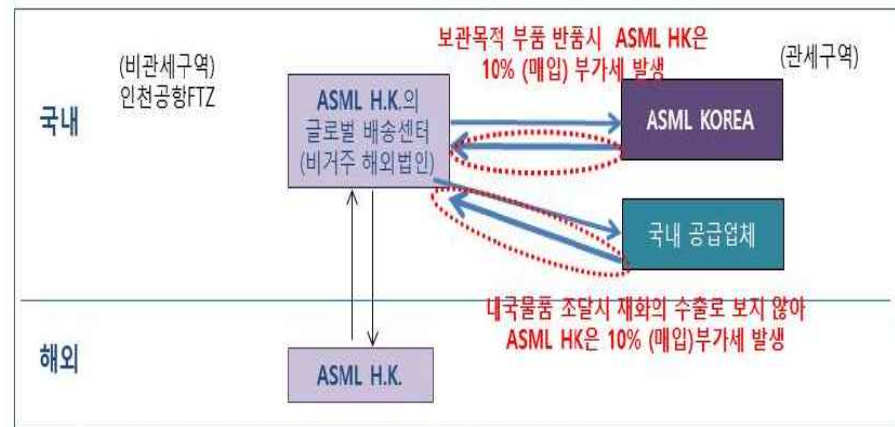 보관목적 부품 반품시 ASML HK은
10% (매입) 부가세 발생
(관세구역)
(비관세구역)
인천공항FTZ
국내
ASML H.K.의
글로벌 배송센터
(비거주 해외법인)
ASML KOREA
국내 공급업체
내국물품 조달시 재화의 수출로 보지 않아
ASML HK은 10% (매입)부가세 발생
해외
ASML H.K.